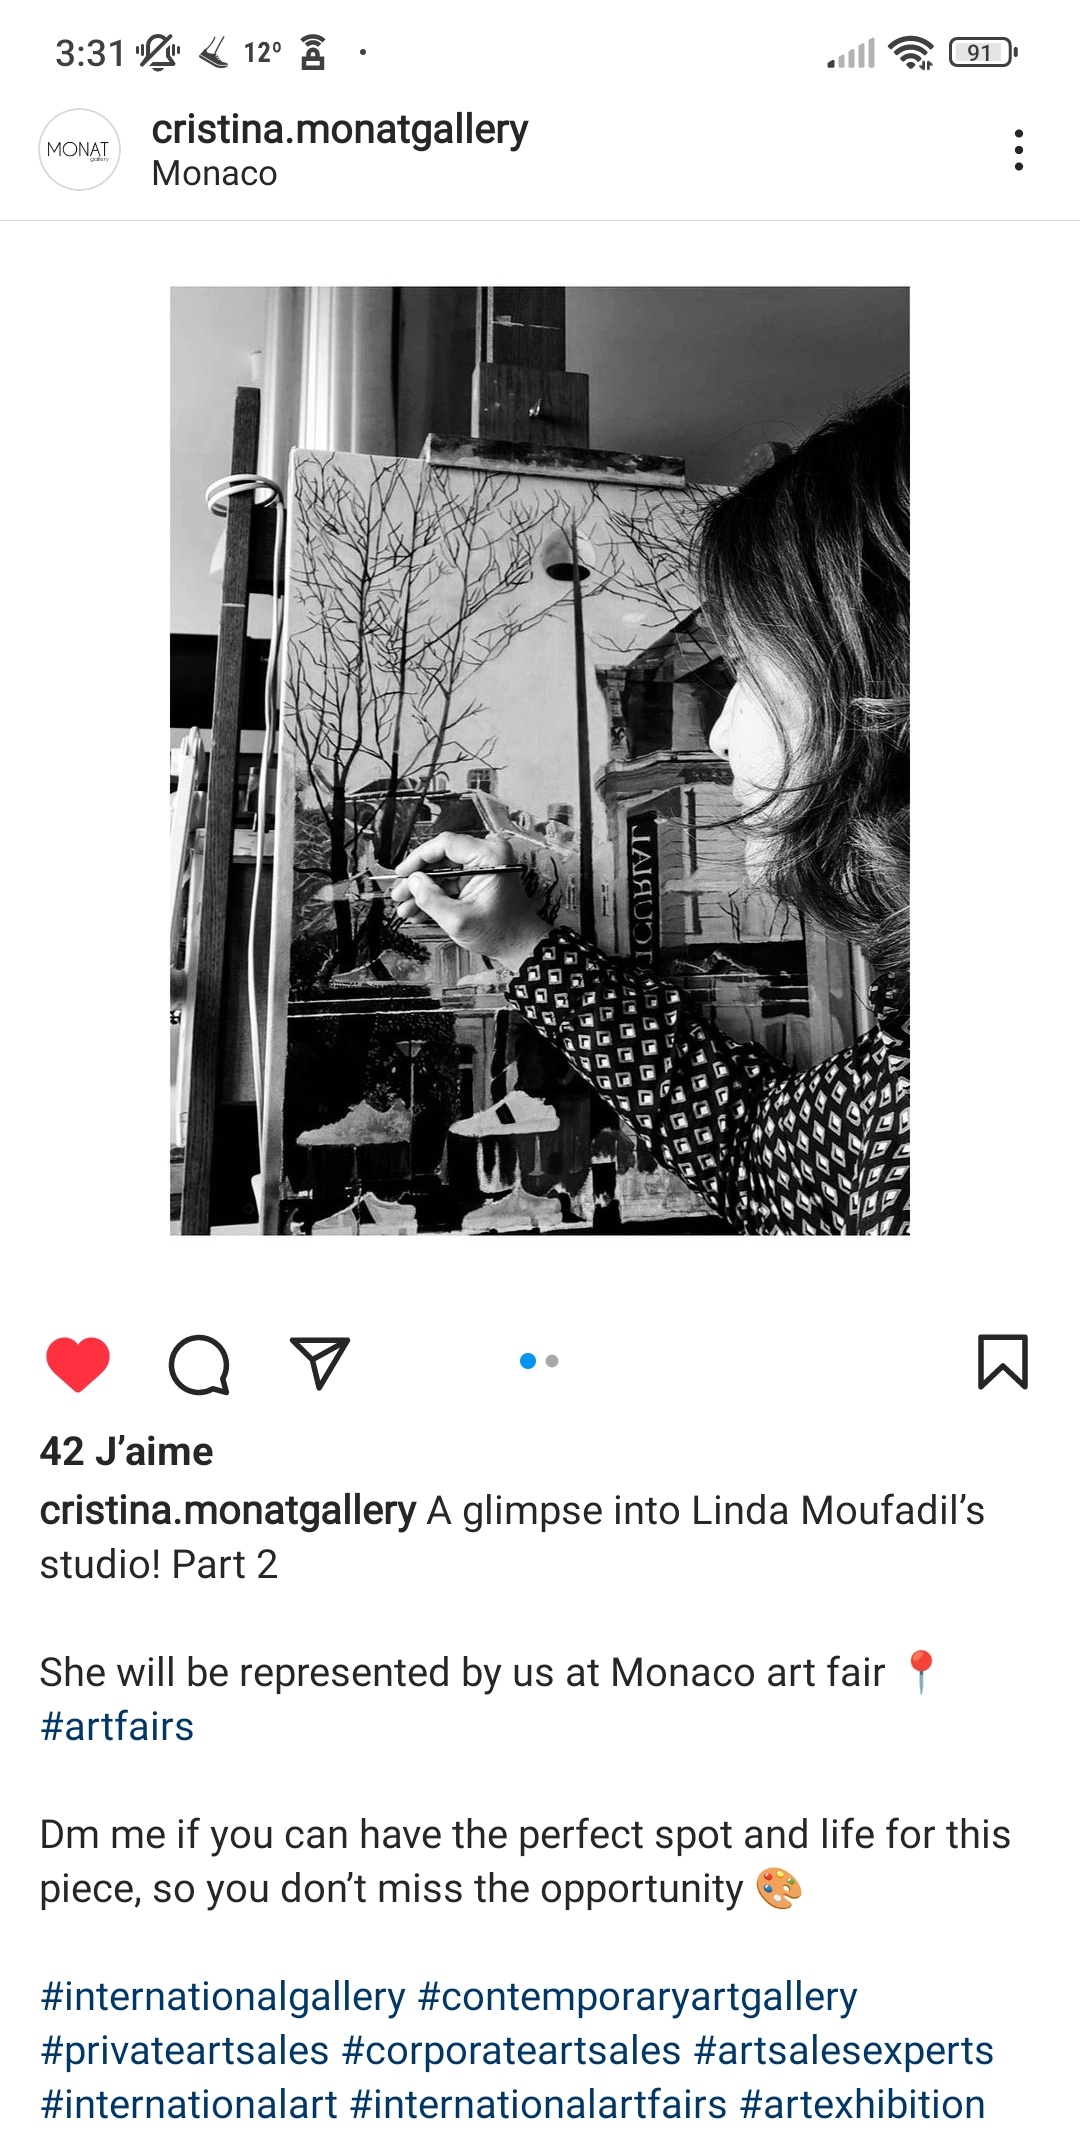 3:31 12° 91
MONAT
gallery
cristina.monatgallery
Monaco
42 J’aime
cristina.monatgallery A glimpse into Linda Moufadil’s
studio! Part 2
She will be represented by us at Monaco art fair 📍
#artfairs
Dm me if you can have the perfect spot and life for this
piece, so you don’t miss the opportunity 🎨
#internationalgallery #contemporaryartgallery
#privateartsales #corporateartsales #artsalesexperts
#internationalart #internationalartfairs #artexhibition